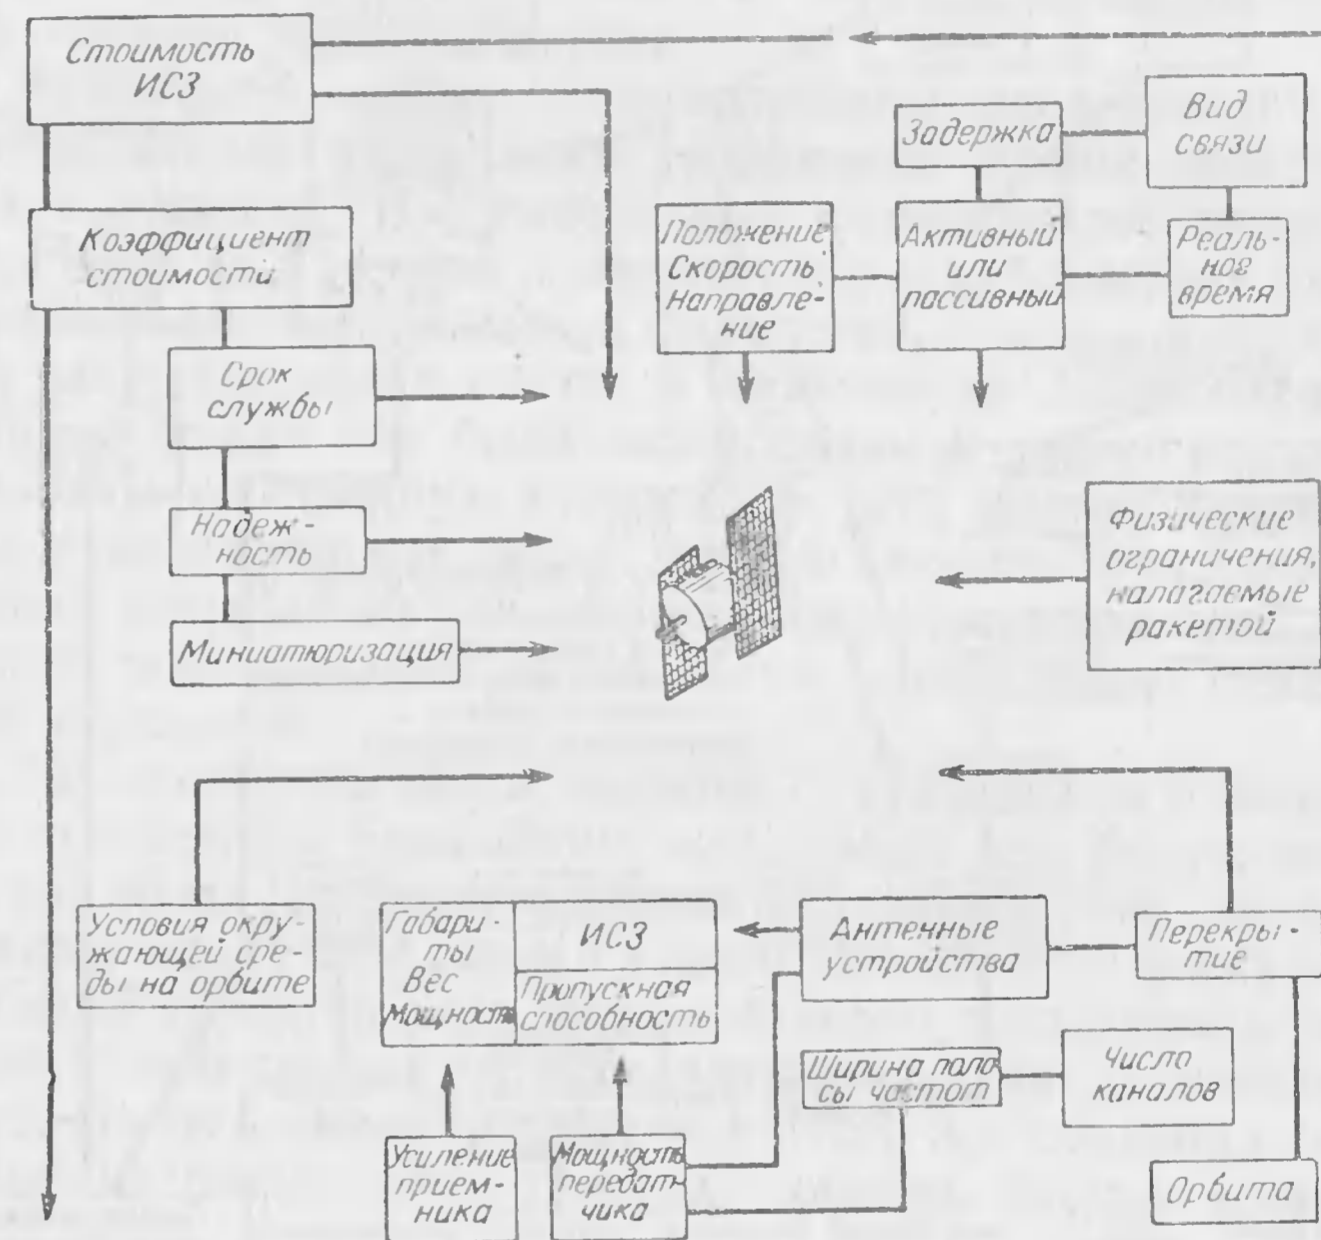 Стоимость
ИСЗ
Задержка
Вид
связи
Коэффициент
стоимости
Положение
Скорость
Направле-
ние
Активный
или
пассивный
Реаль-
ное
время
Срок
службы
Надеж-
ность
Миниатюризация
Физические
ограничения,
налагаемые
ракетой
Условия окру-
жающей сре-
ды на орбите
Габари-
ты
Вес
Мощность
ИСЗ
Пропускная
способность
Антенные
устройства
Перекры-
тие
Ширина поло
сы частот
Число
каналов
Усиление
прием-
ника
Мощность
передат-
чика
Орбита